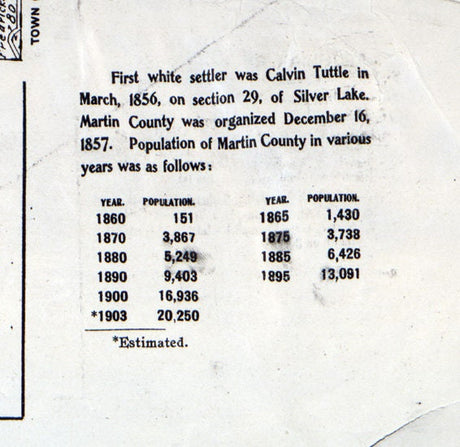 TOWN
First white settler was Calvin Tuttle in
March, 1856, on section 29, of Silver Lake.
Martin County was organized December 16,
1857. Population of Martin County in various
years was as follows:
YEAR. POPULATION. YEAR. POPULATION.
1860 151 1865 1,430
1870 3,867 1875 3,738
1880 5,249 1885 6,426
1890 9,403 1895 13,091
1900 16,936
*1903 20,250
*Estimated.